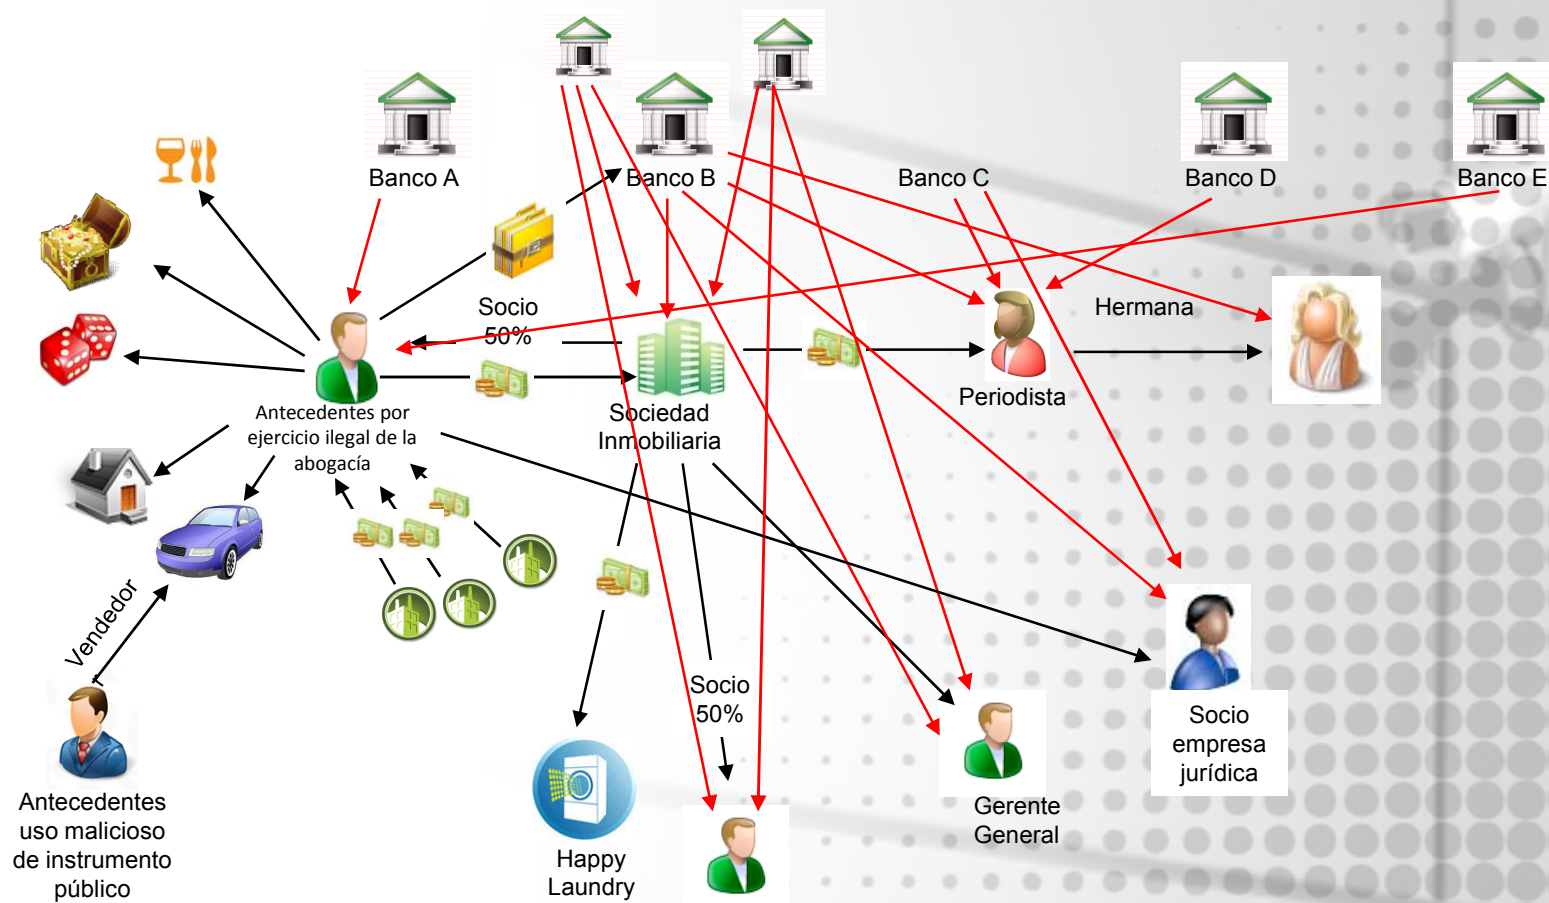 Banco A
Banco B
Banco C
Banco D
Banco E
Socio
50%
Hermana
Periodista
Antecedentes por
ejercicio ilegal de la
abogacía
Sociedad
Inmobiliaria
Vendedor
r
Socio
50%
Socio
empresa
jurídica
Antecedentes
uso malicioso
de instrumento
público
Happy
Laundry
Gerente
General